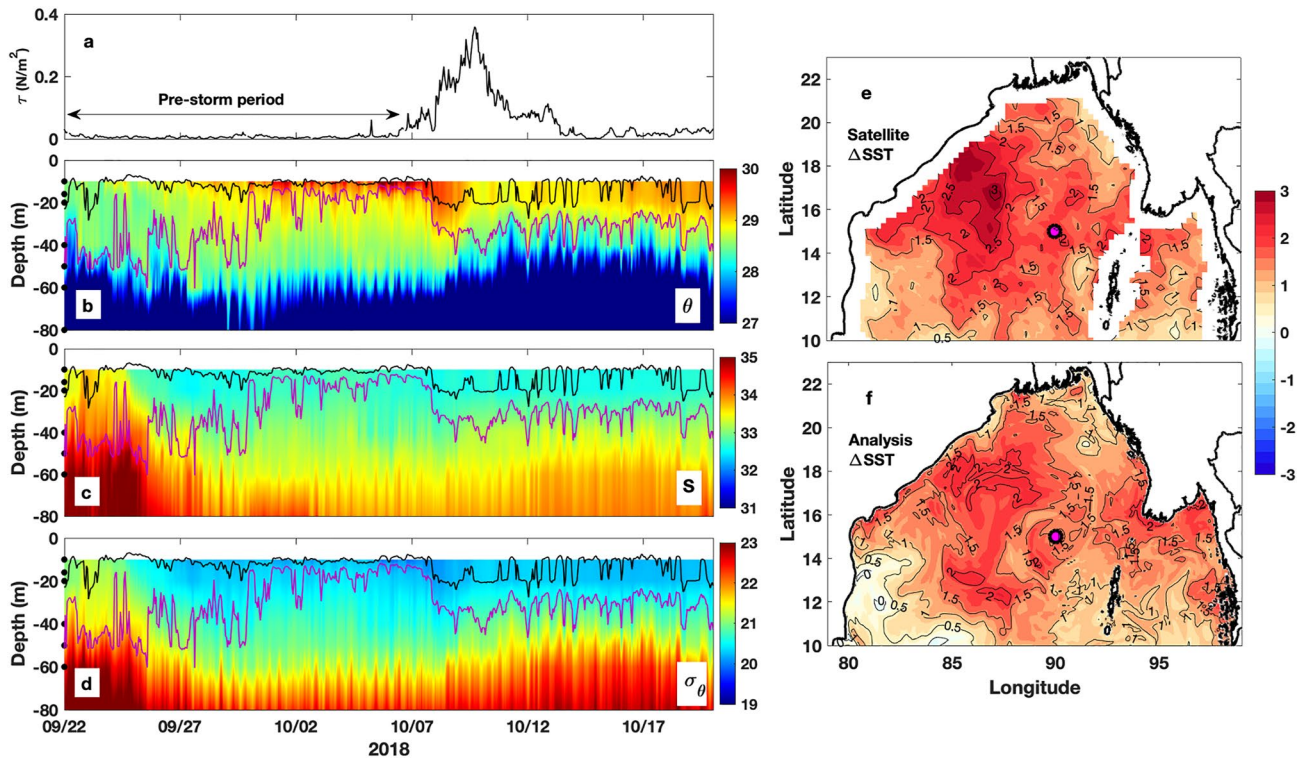 0.4
0.2
0
τ (N/m²)
a
Pre-storm period
0
-20
-40
-60
-80
Depth (m)
b
θ
30
29
28
27
0
-20
-40
-60
-80
Depth (m)
c
S
35
34
33
32
31
0
-20
-40
-60
-80
Depth (m)
d
σθ
23
22
21
20
19
09/22 09/27 10/02 10/07 10/12 10/17
2018
22
20
18
16
14
12
10
Latitude
e
Satellite
ΔSST
22
20
18
16
14
12
10
Latitude
f
Analysis
ΔSST
80 85 90 95
Longitude
3
2
1
0
-1
-2
-3